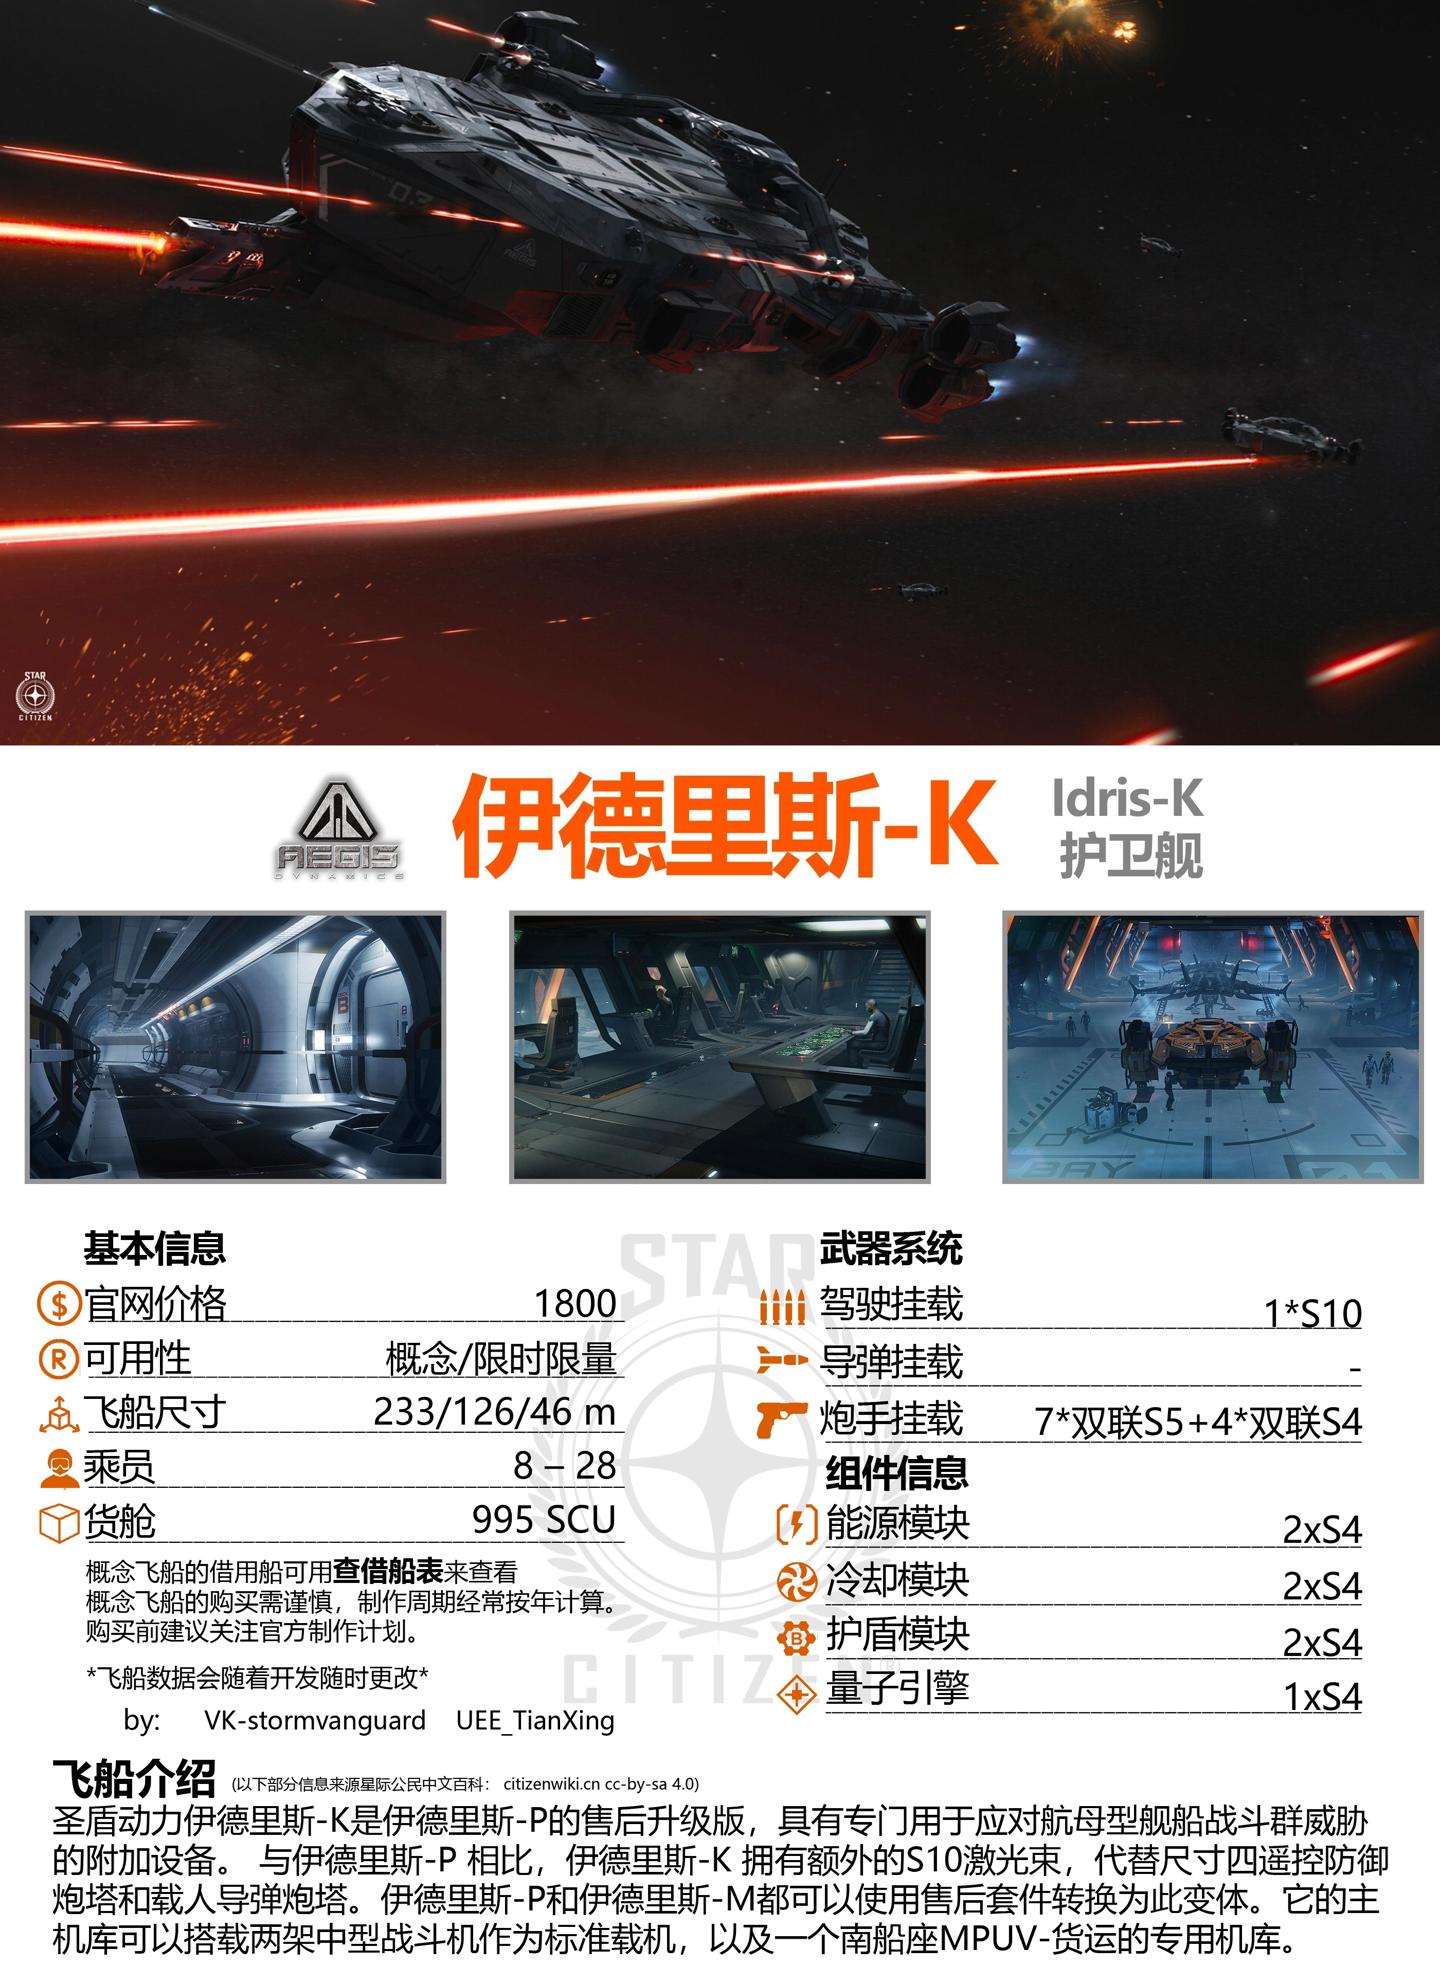 STAR
CITIZEN
AEGIS
DYNAMICS
伊德里斯-K
Idris-K
护卫舰
基本信息
官网价格 1800
可用性 概念/限时限量
飞船尺寸 233/126/46 m
乘员 8 – 28
货舱 995 SCU
概念飞船的借用船可用查借船表来查看
概念飞船的购买需谨慎，制作周期经常按年计算。
购买前建议关注官方制作计划。
*飞船数据会随着开发随时更改*
by: VK-stormvanguard UEE_TianXing
STAR
CITIZEN
武器系统
驾驶挂载 1*S10
导弹挂载 -
炮手挂载 7*双联S5+4*双联S4
组件信息
能源模块 2xS4
冷却模块 2xS4
护盾模块 2xS4
量子引擎 1xS4
飞船介绍 (以下部分信息来源星际公民中文百科： citizenwiki.cn cc-by-sa 4.0)
圣盾动力伊德里斯-K是伊德里斯-P的售后升级版，具有专门用于应对航母型舰船战斗群威胁
的附加设备。 与伊德里斯-P 相比，伊德里斯-K 拥有额外的S10激光束，代替尺寸四遥控防御
炮塔和载人导弹炮塔。伊德里斯-P和伊德里斯-M都可以使用售后套件转换为此变体。它的主
机库可以搭载两架中型战斗机作为标准载机，以及一个南船座MPUV-货运的专用机库。